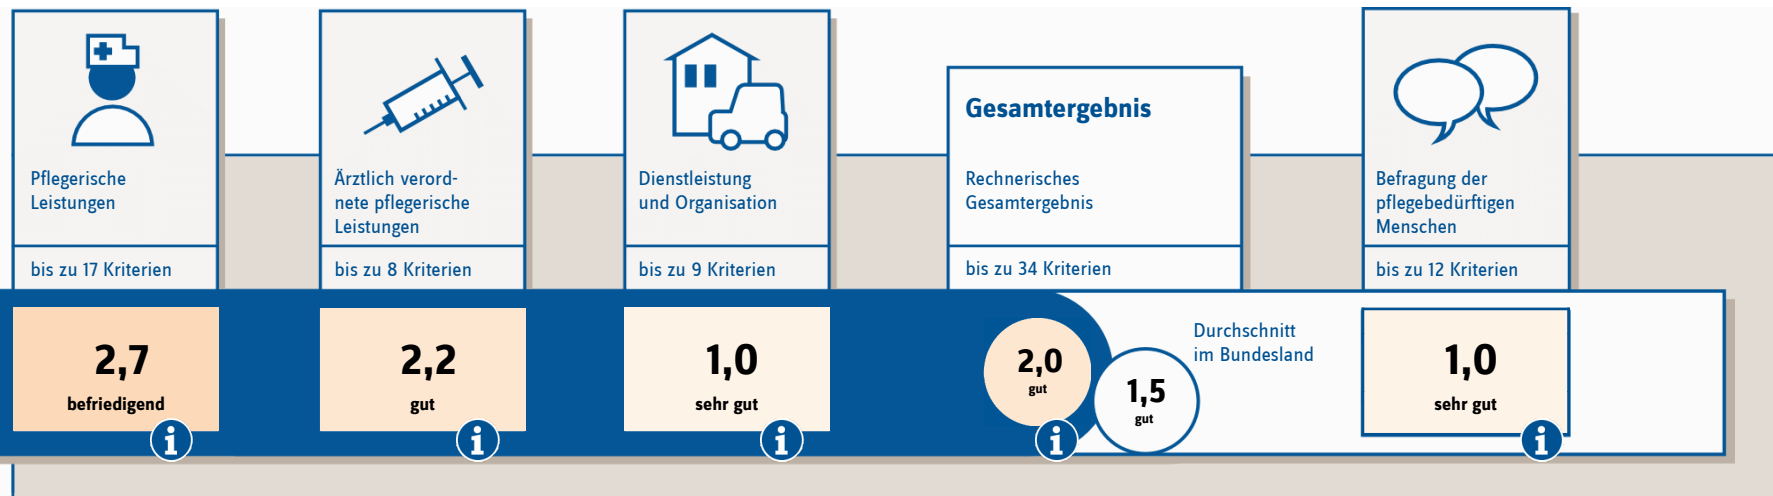 Pflegerische
Leistungen
bis zu 17 Kriterien
2,7
befriedigend
i
Ärztlich verord-
nete pflegerische
Leistungen
bis zu 8 Kriterien
2,2
gut
i
Dienstleistung
und Organisation
bis zu 9 Kriterien
1,0
sehr gut
i
Gesamtergebnis
Rechnerisches
Gesamtergebnis
bis zu 34 Kriterien
2,0
gut
i
1,5
gut
Durchschnitt
im Bundesland
Befragung der
pflegebedürftigen
Menschen
bis zu 12 Kriterien
1,0
sehr gut
i